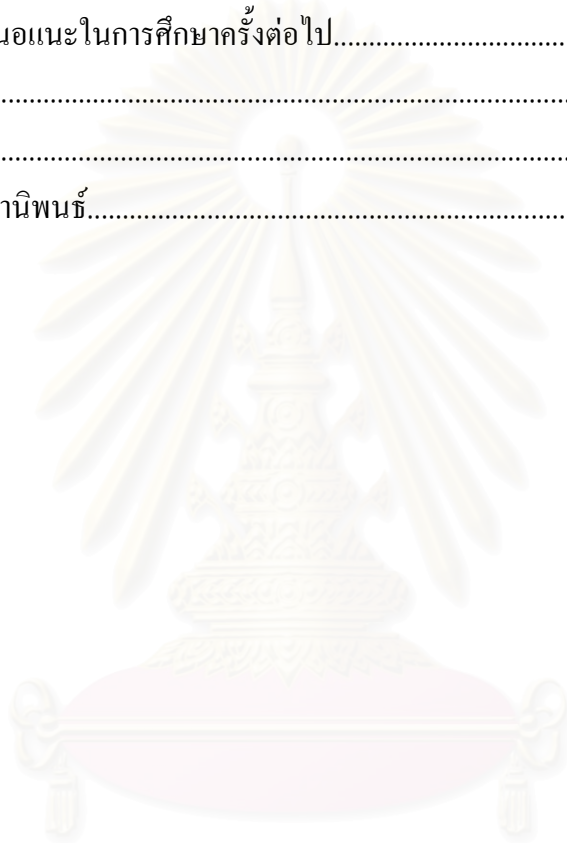 นอแนะในการศึกษาครั้งต่อไป................................
........................................................................
........................................................................
านิพนธ์............................................................